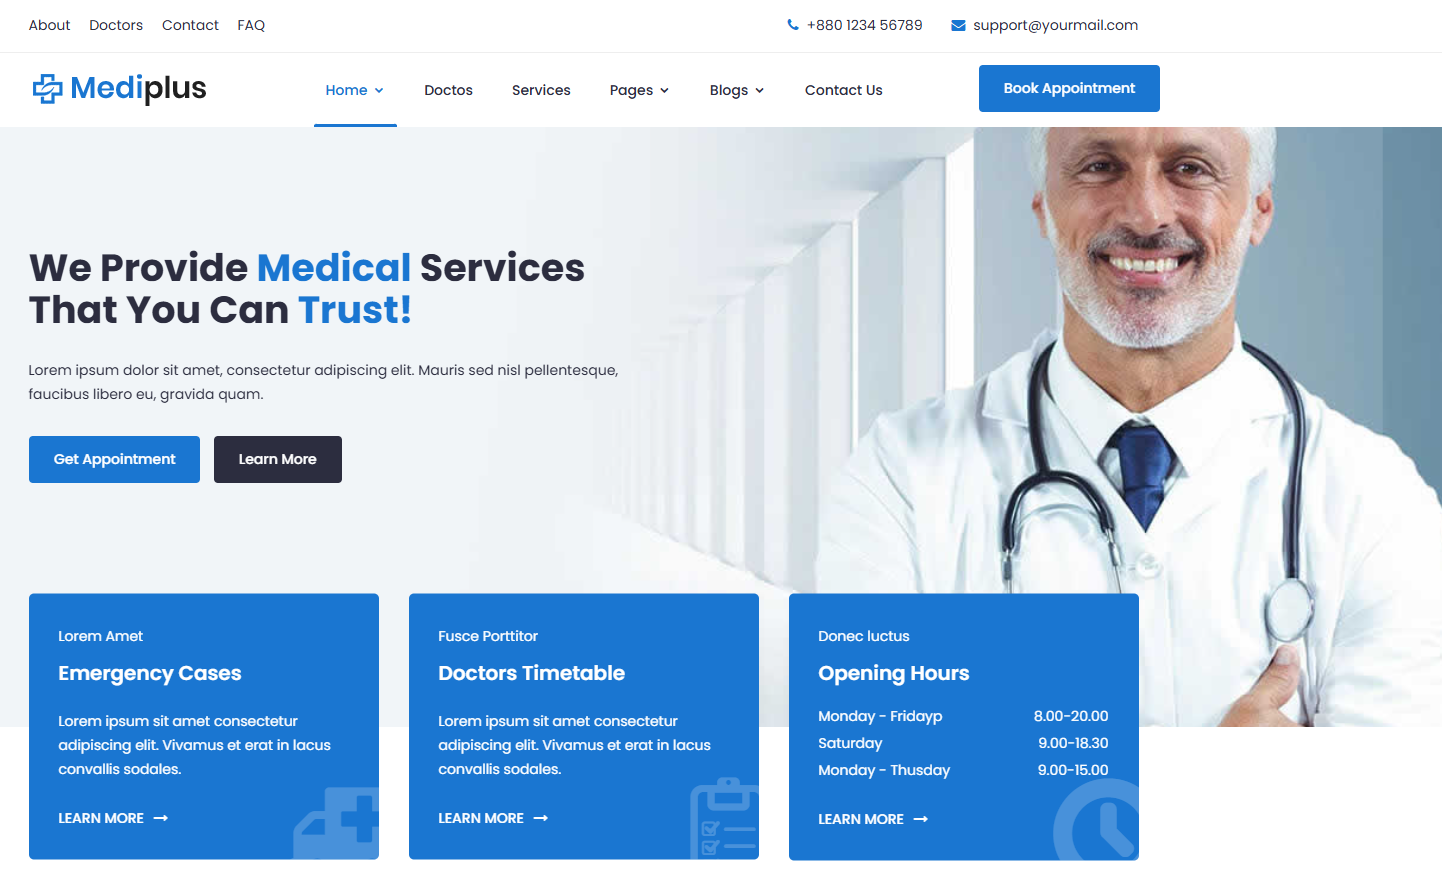 About Doctors Contact FAQ +880 1234 56789 support@yourmail.com
Mediplus Home Doctos Services Pages Blogs Contact Us Book Appointment
We Provide Medical Services
That You Can Trust!
Lorem ipsum dolor sit amet, consectetur adipiscing elit. Mauris sed nisl pellentesque,
faucibus libero eu, gravida quam.
Get Appointment Learn More
Lorem Amet
Emergency Cases
Lorem ipsum sit amet consectetur
adipiscing elit. Vivamus et erat in lacus
convallis sodales.
LEARN MORE
Fusce Porttitor
Doctors Timetable
Lorem ipsum sit amet consectetur
adipiscing elit. Vivamus et erat in lacus
convallis sodales.
LEARN MORE
Donec luctus
Opening Hours
Monday - Fridayp 8.00-20.00
Saturday 9.00-18.30
Monday - Thusday 9.00-15.00
LEARN MORE